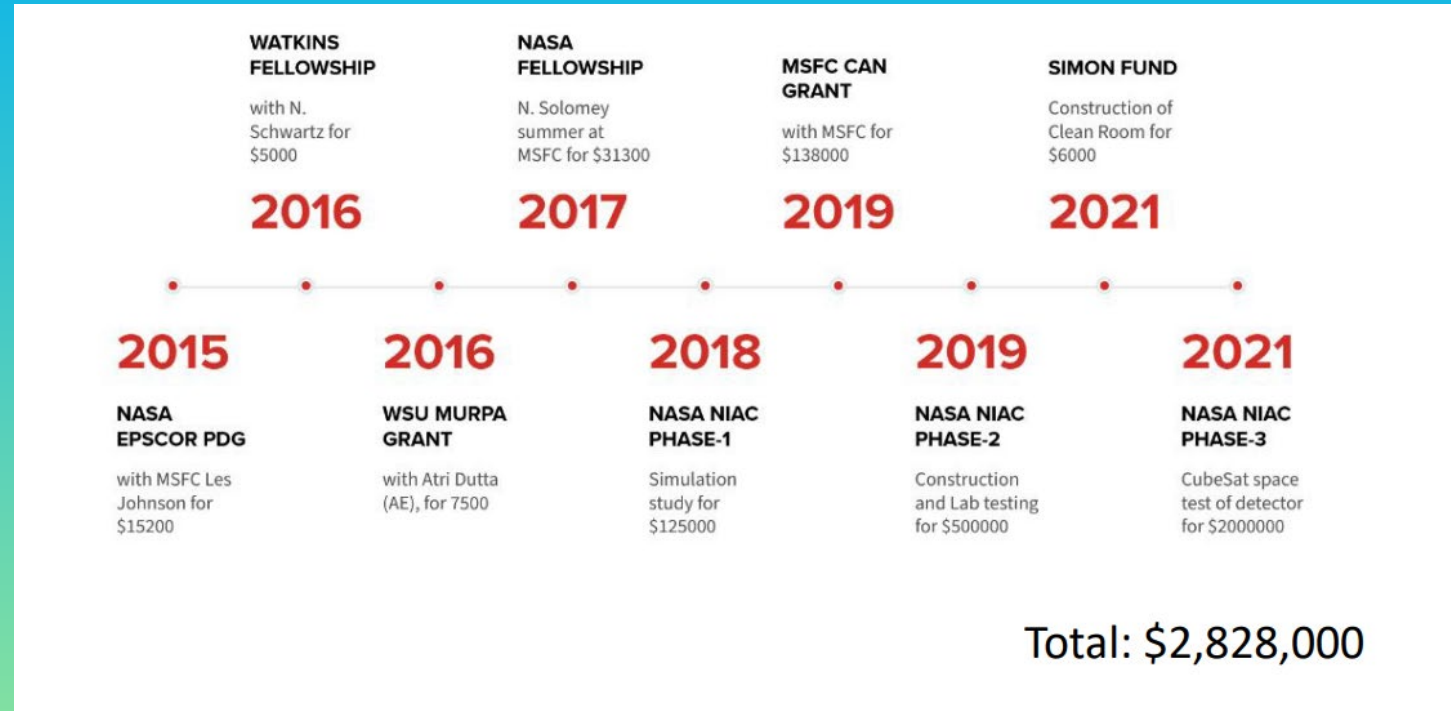 WATKINS
FELLOWSHIP
with N.
Schwartz for
$5000
2016
NASA
FELLOWSHIP
N. Solomey
summer at
MSFC for $31300
2017
MSFC CAN
GRANT
with MSFC for
$138000
2019
SIMON FUND
Construction of
Clean Room for
$6000
2021
2015
NASA
EPSCOR PDG
with MSFC Les
Johnson for
$15200
2016
WSU MURPA
GRANT
with Atri Dutta
(AE), for 7500
2018
NASA NIAC
PHASE-1
Simulation
study for
$125000
2019
NASA NIAC
PHASE-2
Construction
and Lab testing
for $500000
2021
NASA NIAC
PHASE-3
CubeSat space
test of detector
for $2000000
Total: $2,828,000